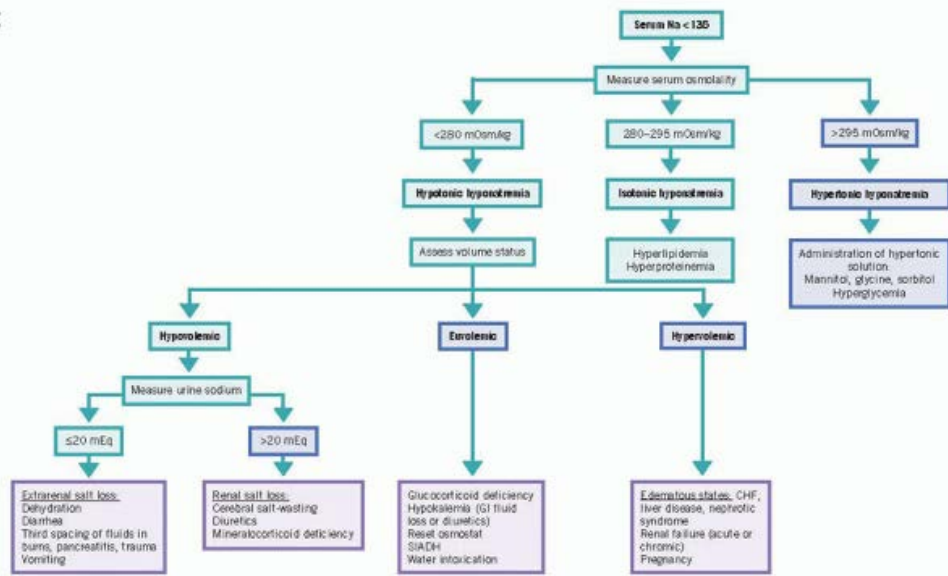 Serum Na <135
Measure serum osmolality
<280 mOsm/kg
280–295 mOsm/kg
>295 mOsm/kg
Hypotonic hyponatremia
Isotonic hyponatremia
Hypertonic hyponatremia
Assess volume status
Hyperlipidemia
Hyperproteinemia
Administration of hypertonic
solution
Mannitol, glycine, sorbitol
Hyperglycemia
Hypovolemic
Euvolemic
Hypervolemic
Measure urine sodium
≤20 mEq
>20 mEq
Extrarenal salt loss:
Dehydration
Diarrhea
Third spacing of fluids in
burns, pancreatitis, trauma
Vomiting
Renal salt loss:
Cerebral salt-wasting
Diuretics
Mineralocorticoid deficiency
Glucocorticoid deficiency
Hypokalemia (GI fluid
loss or diuretics)
Reset osmostat
SIADH
Water intoxication
Edematous states: CHF,
liver disease, nephrotic
syndrome
Renal failure (acute or
chronic)
Pregnancy